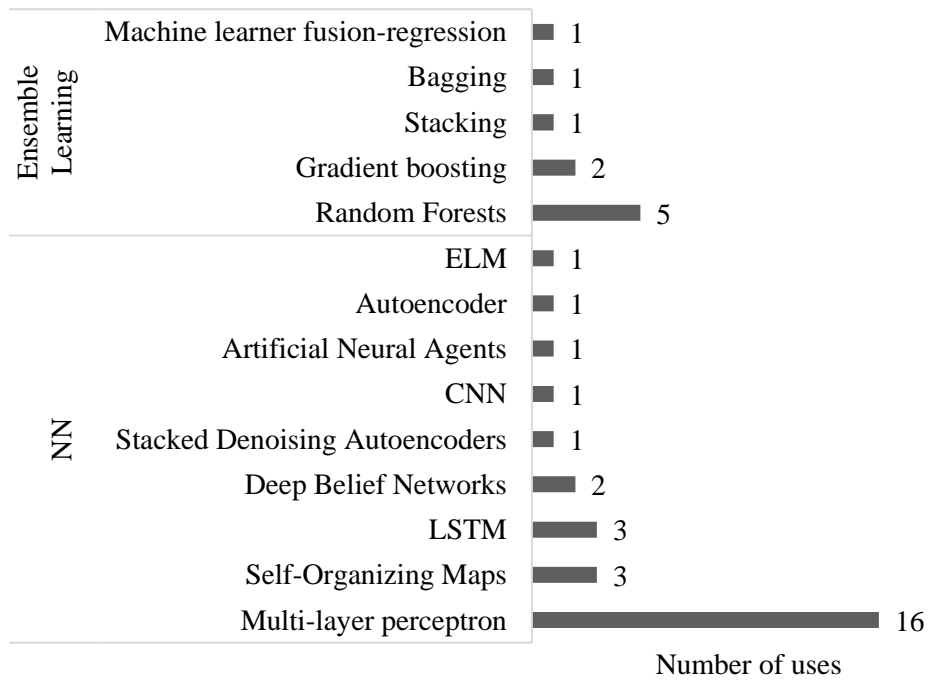 Ensemble
Learning
Machine learner fusion-regression 1
Bagging 1
Stacking 1
Gradient boosting 2
Random Forests 5
NN
ELM 1
Autoencoder 1
Artificial Neural Agents 1
CNN 1
Stacked Denoising Autoencoders 1
Deep Belief Networks 2
LSTM 3
Self-Organizing Maps 3
Multi-layer perceptron 16
Number of uses